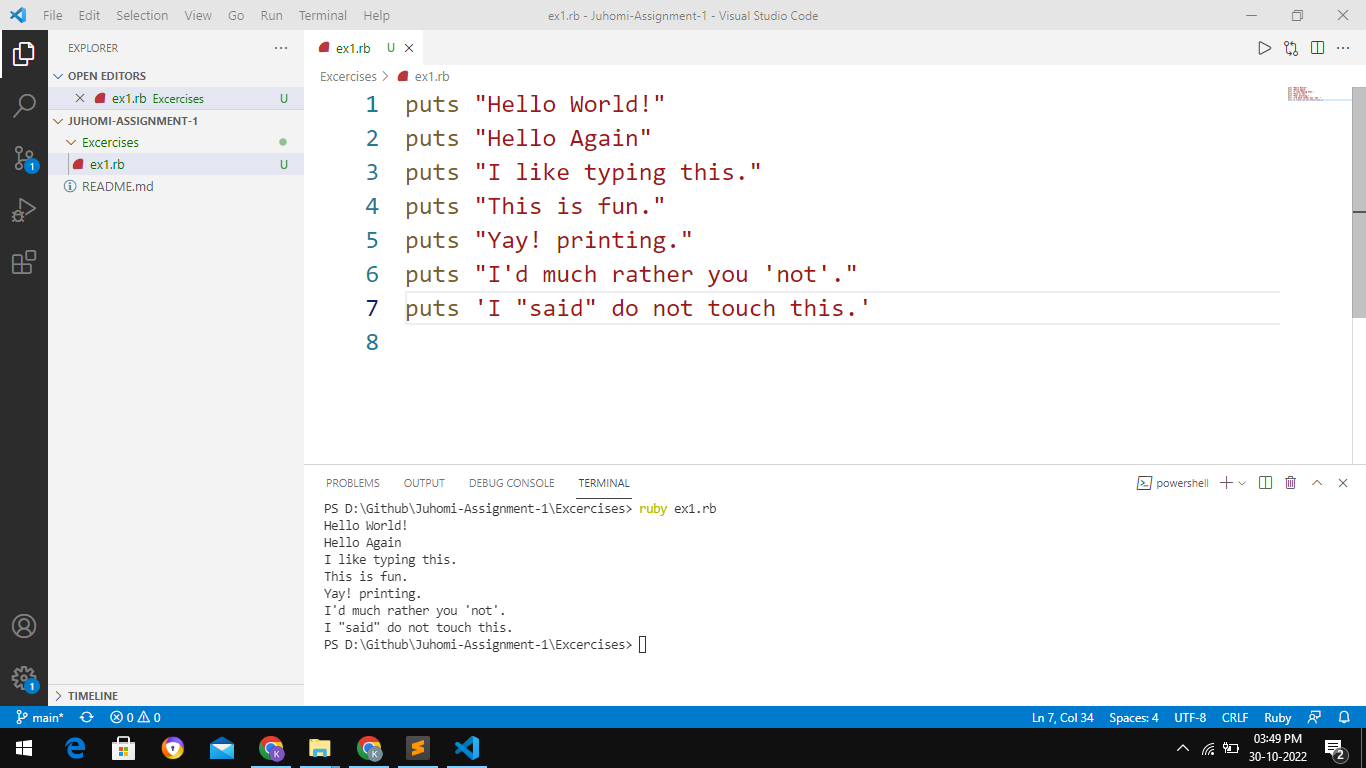 File Edit Selection View Go Run Terminal Help ex1.rb - Juhomi-Assignment-1 - Visual Studio Code
EXPLORER
OPEN EDITORS
ex1.rb Excercises U
JUHOMI-ASSIGNMENT-1
Excercises
ex1.rb U
README.md
TIMELINE
ex1.rb U
Excercises > ex1.rb
1 puts "Hello World!"
2 puts "Hello Again"
3 puts "I like typing this."
4 puts "This is fun."
5 puts "Yay! printing."
6 puts "I'd much rather you 'not'."
7 puts 'I "said" do not touch this.'
8
PROBLEMS OUTPUT DEBUG CONSOLE TERMINAL powershell
PS D:\Github\Juhomi-Assignment-1\Excercises> ruby ex1.rb
Hello World!
Hello Again
I like typing this.
This is fun.
Yay! printing.
I'd much rather you 'not'.
I "said" do not touch this.
PS D:\Github\Juhomi-Assignment-1\Excercises>
1
1
main* 0 0 Ln 7, Col 34 Spaces: 4 UTF-8 CRLF Ruby
K K 03:49 PM
30-10-2022 2